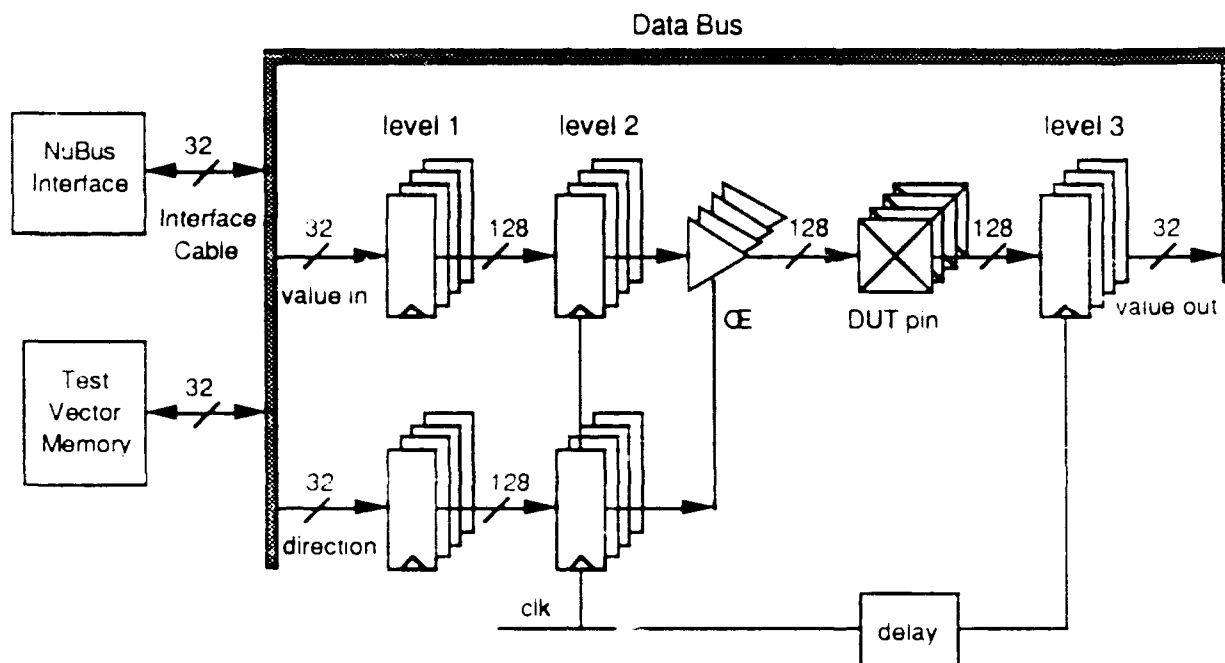 Data Bus
level 1
level 2
level 3
NuBus
Interface
32
Interface
Cable
32
value in
128
128
128
32
value out
OE
DUT pin
Test
Vector
Memory
32
32
direction
128
clk
delay